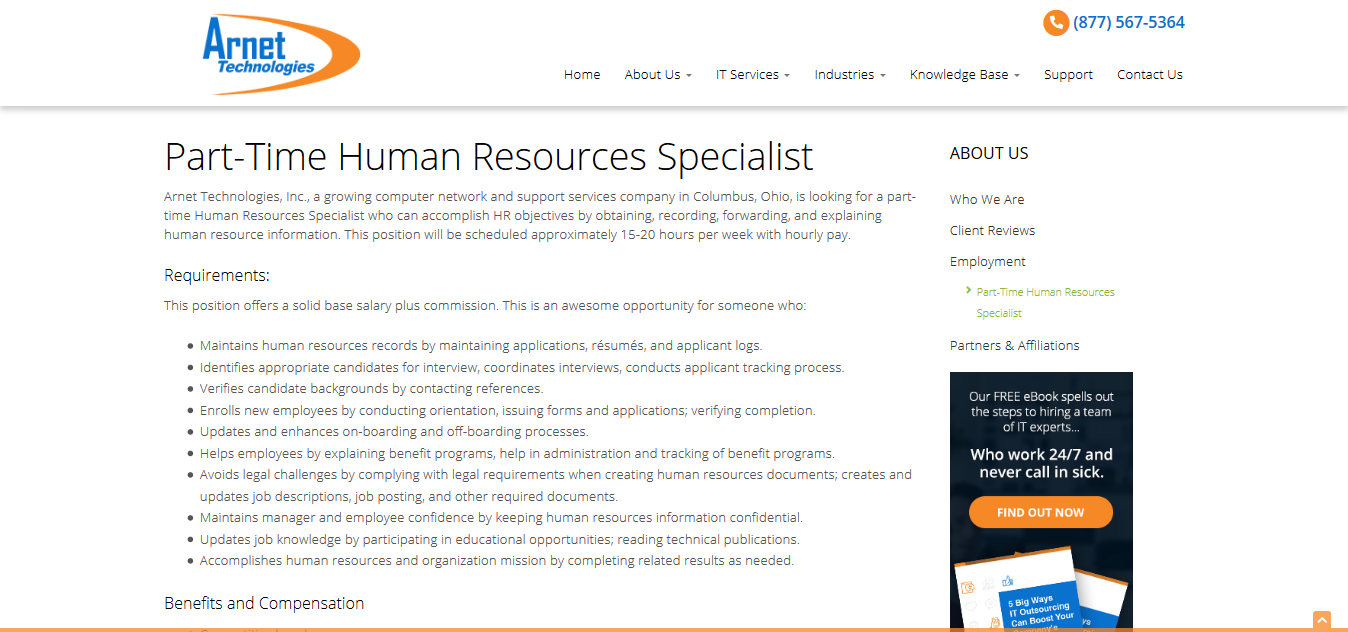 Arnet
Technologies
(877) 567-5364
Home About Us IT Services Industries Knowledge Base Support Contact Us
Part-Time Human Resources Specialist
Arnet Technologies, Inc., a growing computer network and support services company in Columbus, Ohio, is looking for a part-
time Human Resources Specialist who can accomplish HR objectives by obtaining, recording, forwarding, and explaining
human resource information. This position will be scheduled approximately 15-20 hours per week with hourly pay.
Requirements:
This position offers a solid base salary plus commission. This is an awesome opportunity for someone who:
Maintains human resources records by maintaining applications, résumés, and applicant logs.
Identifies appropriate candidates for interview, coordinates interviews, conducts applicant tracking process.
Verifies candidate backgrounds by contacting references.
Enrolls new employees by conducting orientation, issuing forms and applications; verifying completion.
Updates and enhances on-boarding and off-boarding processes.
Helps employees by explaining benefit programs, help in administration and tracking of benefit programs.
Avoids legal challenges by complying with legal requirements when creating human resources documents; creates and
updates job descriptions, job posting, and other required documents.
Maintains manager and employee confidence by keeping human resources information confidential.
Updates job knowledge by participating in educational opportunities; reading technical publications.
Accomplishes human resources and organization mission by completing related results as needed.
Benefits and Compensation
ABOUT US
Who We Are
Client Reviews
Employment
Part-Time Human Resources
Specialist
Partners & Affiliations
Our FREE eBook spells out
the steps to hiring a team
of IT experts...
Who work 24/7 and
never call in sick.
FIND OUT NOW
5 Big Ways
IT Outsourcing
Can Boost Your